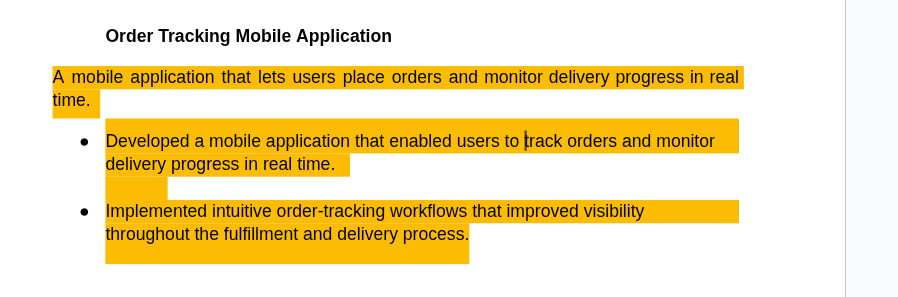 Order Tracking Mobile Application
A mobile application that lets users place orders and monitor delivery progress in real
time.
● Developed a mobile application that enabled users to track orders and monitor
delivery progress in real time.
● Implemented intuitive order-tracking workflows that improved visibility
throughout the fulfillment and delivery process.